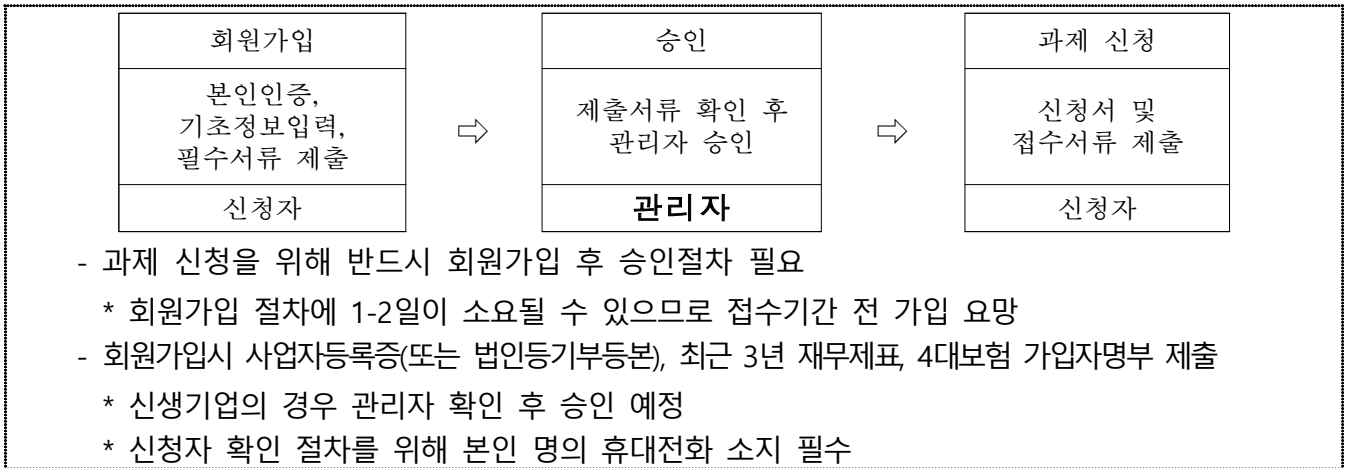 회원가입
본인인증,
기초정보입력,
필수서류 제출
신청자
⇨
승인
제출서류 확인 후
관리자 승인
관리자
⇨
과제 신청
신청서 및
접수서류 제출
신청자
- 과제 신청을 위해 반드시 회원가입 후 승인절차 필요
* 회원가입 절차에 1-2일이 소요될 수 있으므로 접수기간 전 가입 요망
- 회원가입시 사업자등록증(또는 법인등기부등본), 최근 3년 재무제표, 4대보험 가입자명부 제출
* 신생기업의 경우 관리자 확인 후 승인 예정
* 신청자 확인 절차를 위해 본인 명의 휴대전화 소지 필수